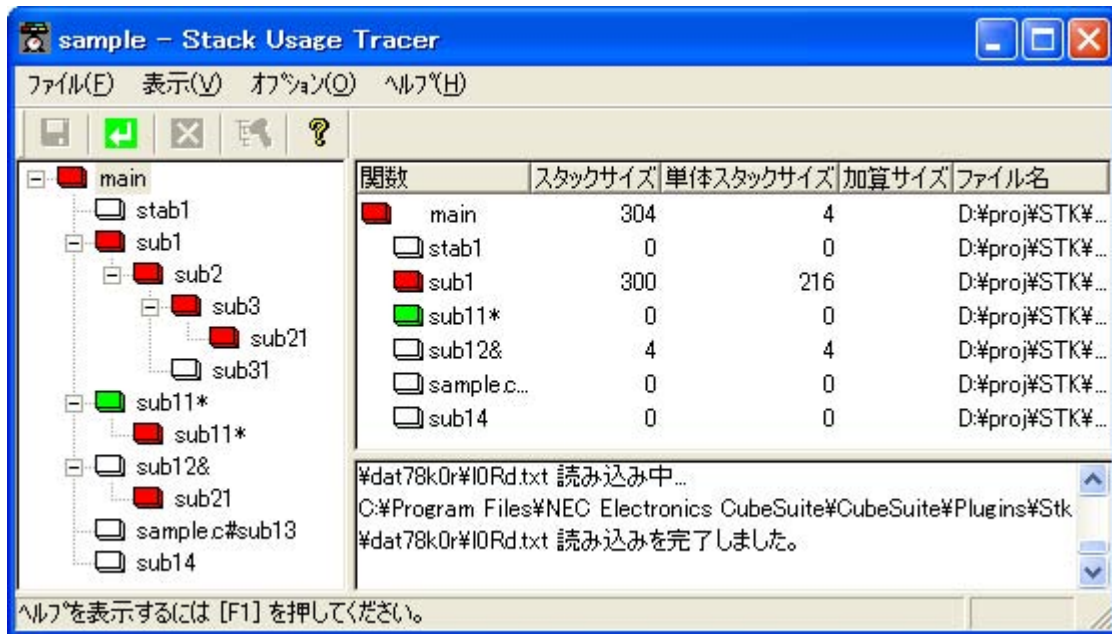 sample - Stack Usage Tracer
ファイル(F) 表示(V) オプション(O) ヘルプ(H)
main
stab1
sub1
sub2
sub3
sub21
sub31
sub11*
sub11*
sub12&
sub21
sample.c#sub13
sub14
関数 スタックサイズ 単体スタックサイズ 加算サイズ ファイル名
main 304 4 D:¥proj¥STK¥...
stab1 0 0 D:¥proj¥STK¥...
sub1 300 216 D:¥proj¥STK¥...
sub11* 0 0 D:¥proj¥STK¥...
sub12& 4 4 D:¥proj¥STK¥...
sample.c... 0 0 D:¥proj¥STK¥...
sub14 0 0 D:¥proj¥STK¥...
¥dat78k0r¥l0Rd.txt 読み込み中...
C:¥Program Files¥NEC Electronics CubeSuite¥CubeSuite¥Plugins¥Stk
¥dat78k0r¥l0Rd.txt 読み込みを完了しました。
ヘルプを表示するには [F1] を押してください。